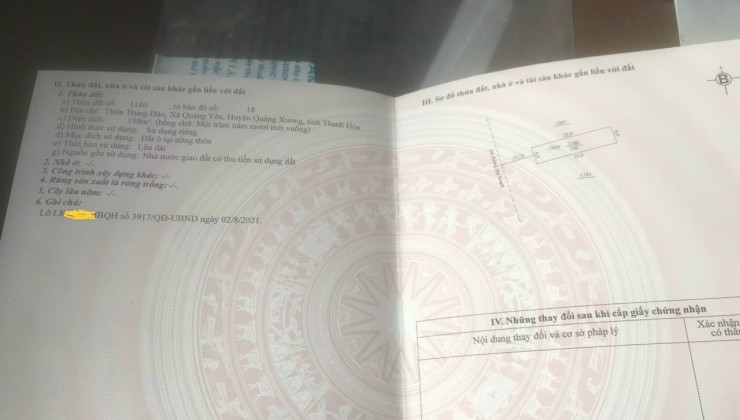 II. Thửa đất, nhà ở và tài sản khác gắn liền với đất
1. Thửa đất:
a) Thửa đất số: 1180 , tờ bản đồ số: 18
b) Địa chỉ: Thôn Trung Đào, Xã Quảng Yên, Huyện Quảng Xương, tỉnh Thanh Hóa
c) Diện tích: 150m², (bằng chữ: Một trăm năm mươi mét vuông)
d) Hình thức sử dụng: Sử dụng riêng
đ) Mục đích sử dụng: Đất ở tại nông thôn
e) Thời hạn sử dụng: Lâu dài
g) Nguồn gốc sử dụng: Nhà nước giao đất có thu tiền sử dụng đất
2. Nhà ở: -/-
3. Công trình xây dựng khác: -/-
4. Rừng sản xuất là rừng trồng: -/-
5. Cây lâu năm: -/-
6. Ghi chú:
Lô LK HBQH số 3917/QĐ-UBND ngày 02/8/2021.
III. Sơ đồ thửa đất, nhà ở và tài sản khác gắn liền với đất
B
IV. Những thay đổi sau khi cấp giấy chứng nhận
Nội dung thay đổi và cơ sở pháp lý
Xác nhận
có thẩ